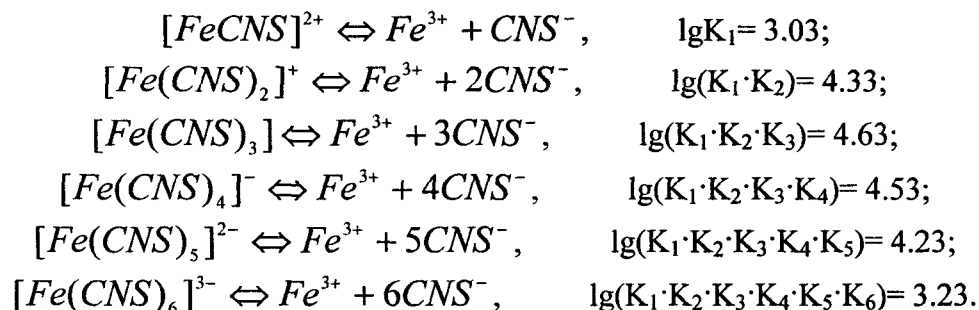 [FeCNS]²⁺ ⇔ Fe³⁺ + CNS⁻, lgK₁= 3.03;
[Fe(CNS)₂]⁺ ⇔ Fe³⁺ + 2CNS⁻, lg(K₁·K₂)= 4.33;
[Fe(CNS)₃] ⇔ Fe³⁺ + 3CNS⁻, lg(K₁·K₂·K₃)= 4.63;
[Fe(CNS)₄]⁻ ⇔ Fe³⁺ + 4CNS⁻, lg(K₁·K₂·K₃·K₄)= 4.53;
[Fe(CNS)₅]²⁻ ⇔ Fe³⁺ + 5CNS⁻, lg(K₁·K₂·K₃·K₄·K₅)= 4.23;
[Fe(CNS)₆]³⁻ ⇔ Fe³⁺ + 6CNS⁻, lg(K₁·K₂·K₃·K₄·K₅·K₆)= 3.23.